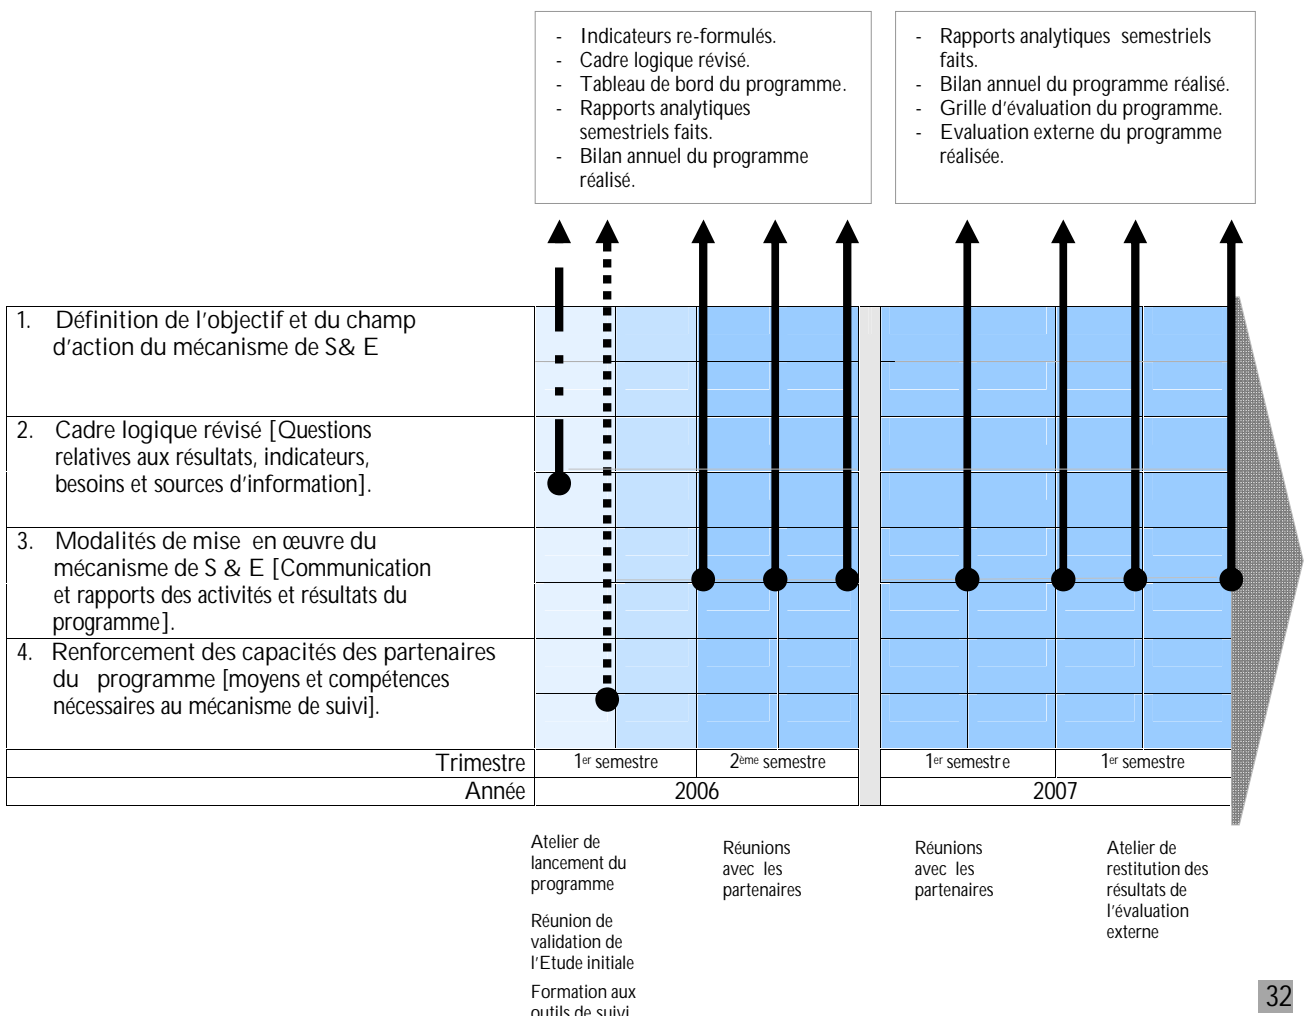 - Indicateurs re-formulés.
- Cadre logique révisé.
- Tableau de bord du programme.
- Rapports analytiques
semestriels faits.
- Bilan annuel du programme
réalisé.
- Rapports analytiques semestriels
faits.
- Bilan annuel du programme réalisé.
- Grille d'évaluation du programme.
- Evaluation externe du programme
réalisée.
1. Définition de l'objectif et du champ
d'action du mécanisme de S& E
2. Cadre logique révisé [Questions
relatives aux résultats, indicateurs,
besoins et sources d'information].
3. Modalités de mise en œuvre du
mécanisme de S & E [Communication
et rapports des activités et résultats du
programme].
4. Renforcement des capacités des partenaires
du programme [moyens et compétences
nécessaires au mécanisme de suivi].
Trimestre 1er semestre 2ème semestre 1er semestre 1er semestre
Année 2006 2007
Atelier de
lancement du
programme
Réunion de
validation de
l'Etude initiale
Formation aux
outils de suivi
Réunions
avec les
partenaires
Réunions
avec les
partenaires
Atelier de
restitution des
résultats de
l'évaluation
externe
32